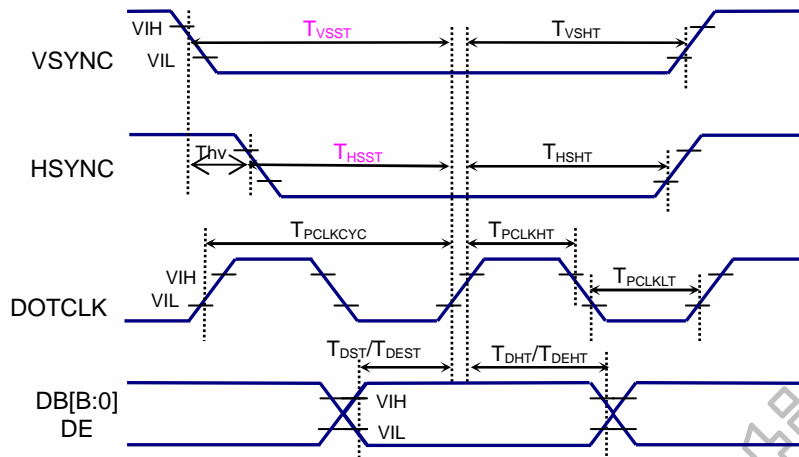 VIH
VSYNC
VIL
TVSST
TVSHT
HSYNC
Thv
THSST
THSHT
TPCLKCYC
TPCLKHT
TPCLKLT
VIH
DOTCLK
VIL
TDST/TDEST
TDHT/TDEHT
DB[B:0]
DE
VIH
VIL